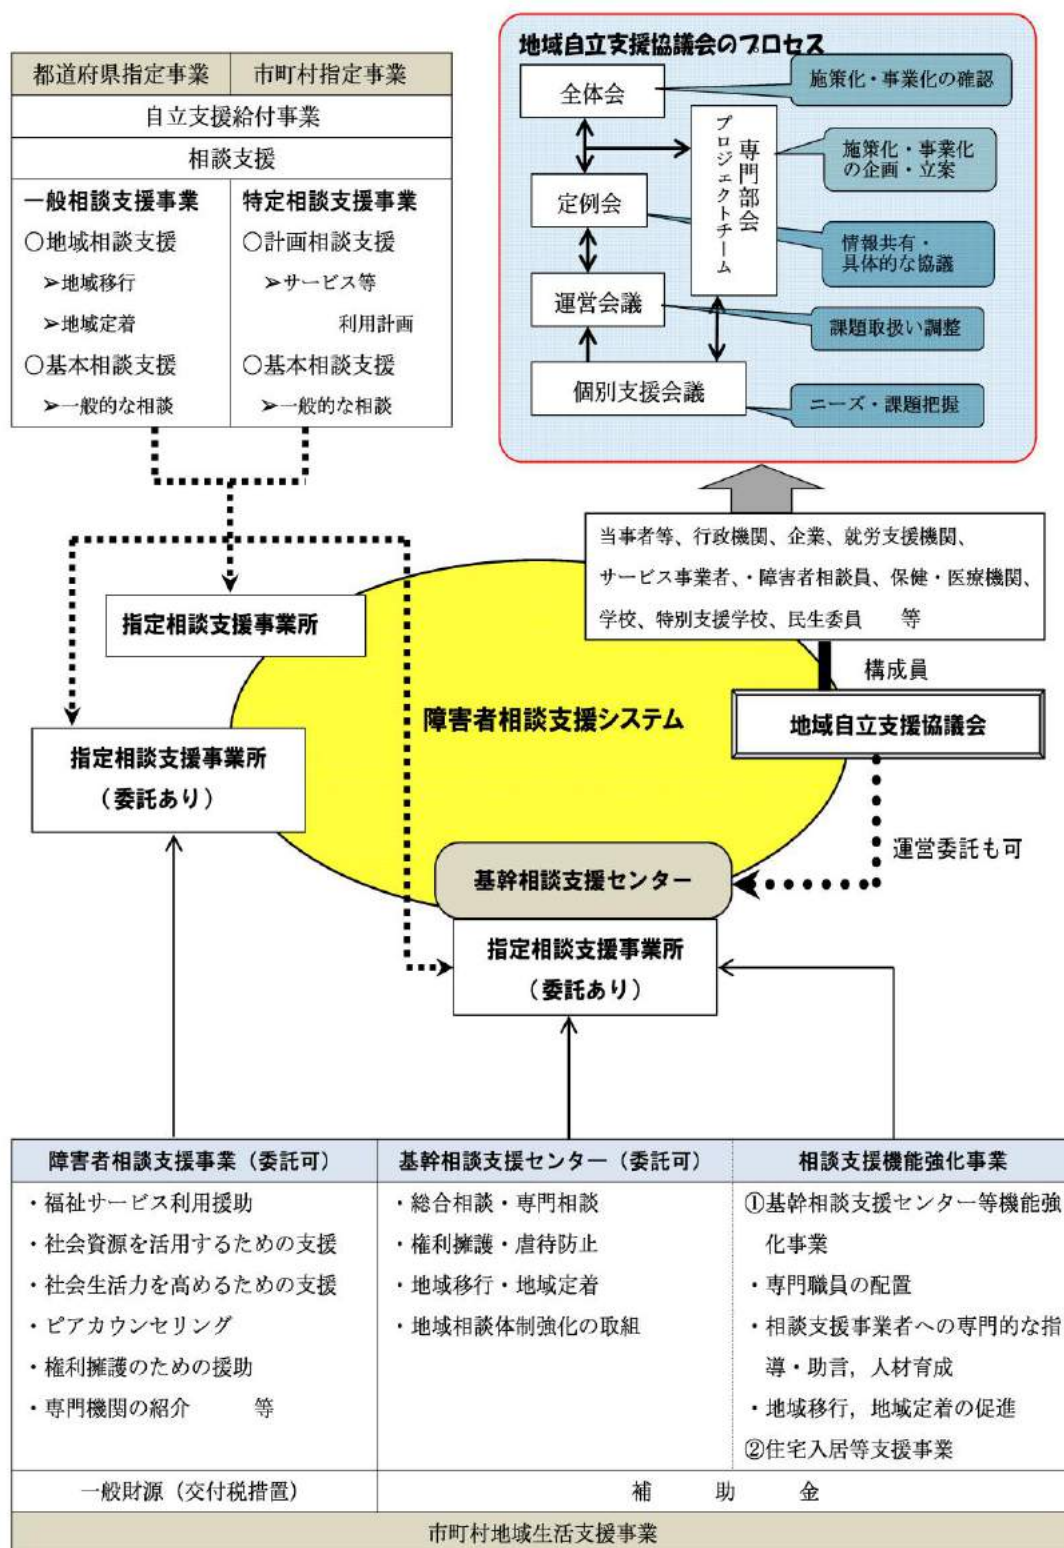 都道府県指定事業
市町村指定事業
自立支援給付事業
相談支援
一般相談支援事業
○地域相談支援
➢地域移行
➢地域定着
○基本相談支援
➢一般的な相談
特定相談支援事業
○計画相談支援
➢サービス等
利用計画
○基本相談支援
➢一般的な相談
地域自立支援協議会のプロセス
全体会
定例会
運営会議
個別支援会議
専門部会
プロジェクトチーム
施策化・事業化の確認
施策化・事業化
の企画・立案
情報共有・
具体的な協議
課題取扱い調整
ニーズ・課題把握
当事者等、行政機関、企業、就労支援機関、
サービス事業者、・障害者相談員、保健・医療機関、
学校、特別支援学校、民生委員 等
構成員
地域自立支援協議会
運営委託も可
指定相談支援事業所
障害者相談支援システム
指定相談支援事業所
（委託あり）
基幹相談支援センター
指定相談支援事業所
（委託あり）
障害者相談支援事業（委託可）
・福祉サービス利用援助
・社会資源を活用するための支援
・社会生活力を高めるための支援
・ピアカウンセリング
・権利擁護のための援助
・専門機関の紹介 等
基幹相談支援センター（委託可）
・総合相談・専門相談
・権利擁護・虐待防止
・地域移行・地域定着
・地域相談体制強化の取組
相談支援機能強化事業
①基幹相談支援センター等機能強
化事業
・専門職員の配置
・相談支援事業者への専門的な指
導・助言，人材育成
・地域移行，地域定着の促進
②住宅入居等支援事業
一般財源（交付税措置）
補 助 金
市町村地域生活支援事業